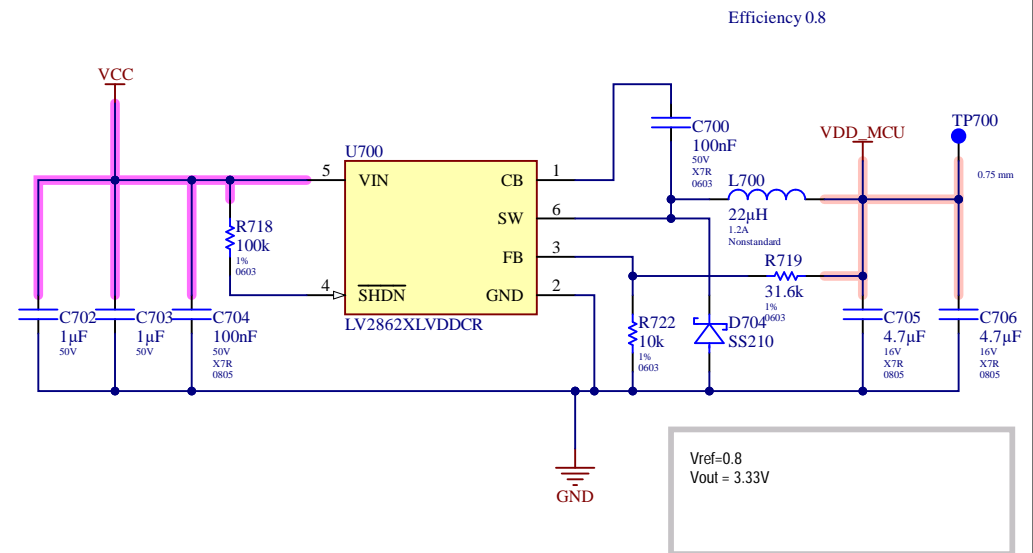 Efficiency 0.8
VCC
U700
5
VIN
CB
1
SW
6
FB
3
GND
2
4
SHDN
LV2862XLVDDCR
R718
100k
1%
0603
C702
1µF
50V
C703
1µF
50V
C704
100nF
50V
X7R
0805
C700
100nF
50V
X7R
0603
L700
22µH
1.2A
Nonstandard
VDD_MCU
TP700
0.75 mm
R719
31.6k
1%
0603
R722
10k
1%
0603
D704
SS210
C705
4.7µF
16V
X7R
0805
C706
4.7µF
16V
X7R
0805
GND
Vref=0.8
Vout = 3.33V